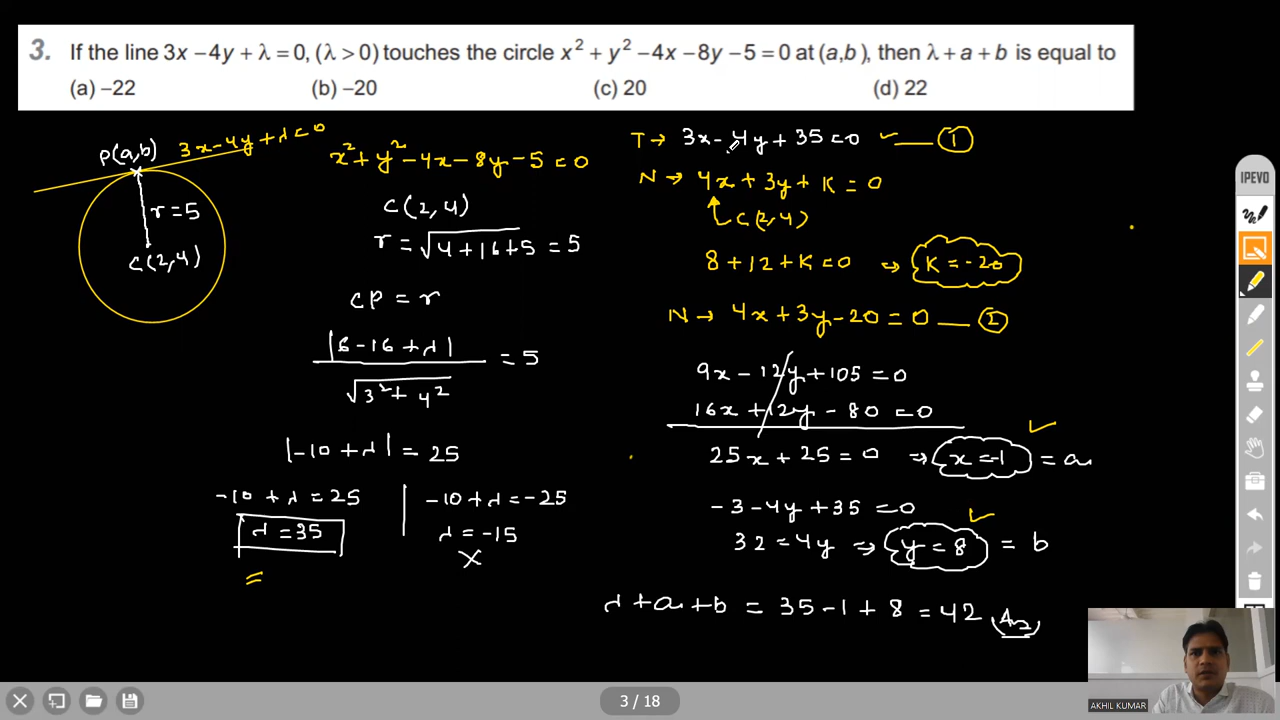 3. If the line 3x – 4y + λ = 0, (λ > 0) touches the circle x² + y² – 4x – 8y – 5 = 0 at (a,b), then λ + a + b is equal to
(a) –22 (b) –20 (c) 20 (d) 22
P(a,b)
3x-4y+λ=0
r=5
C(2,4)
x²+y²-4x-8y-5=0
C(2,4)
r=√(4+16+5)=5
CP=r
|6-16+λ|/√(3²+4²)=5
|-10+λ|=25
-10+λ=25
λ=35
=
-10+λ=-25
λ=-15
X
T→ 3x-4y+35=0 ✓ — ①
N→ 4x+3y+K=0
↑ C(2,4)
8+12+K=0 ⇒ K=-20
N→ 4x+3y-20=0 — ②
9x-12y+105=0
16x+12y-80=0
25x+25=0 ⇒ x=-1 =a ✓
-3-4y+35=0
32=4y ⇒ y=8 =b ✓
λ+a+b=35-1+8=42 Ans
IPEVO
3 / 18
AKHIL KUMAR